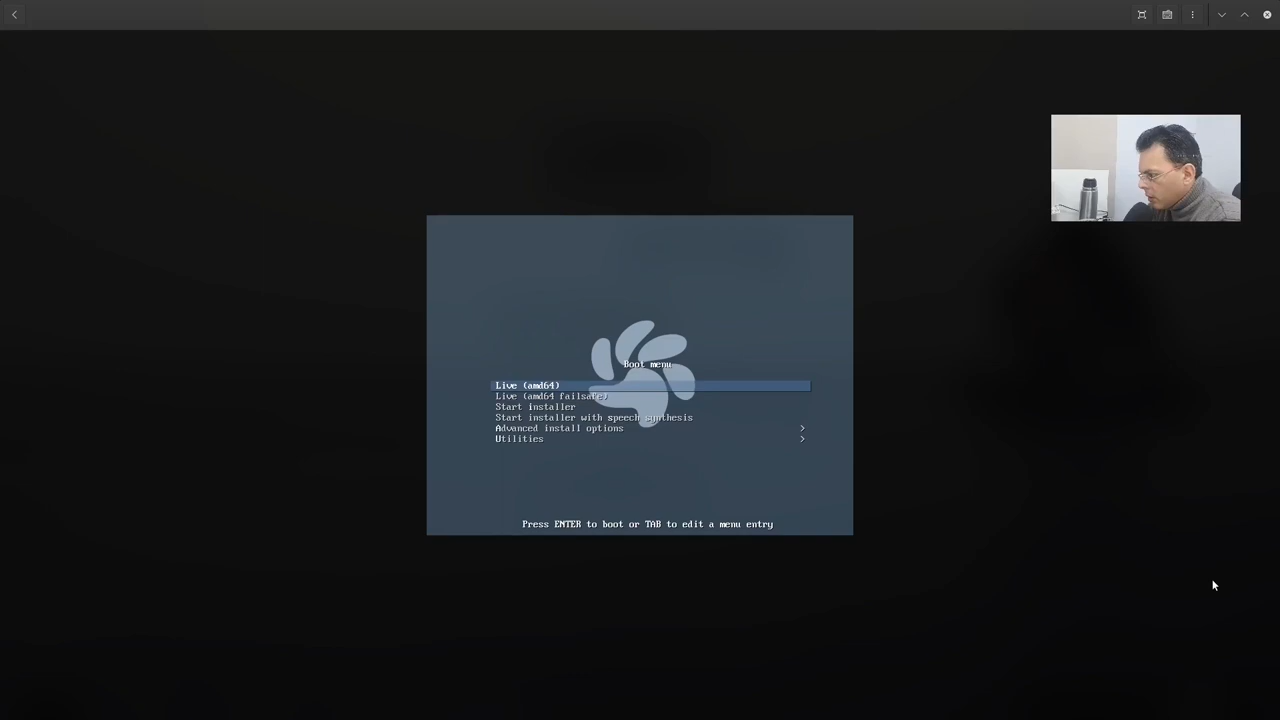 Boot menu
Live (amd64)
Live (amd64 failsafe)
Start installer
Start installer with speech synthesis
Advanced install options >
Utilities >
Press ENTER to boot or TAB to edit a menu entry